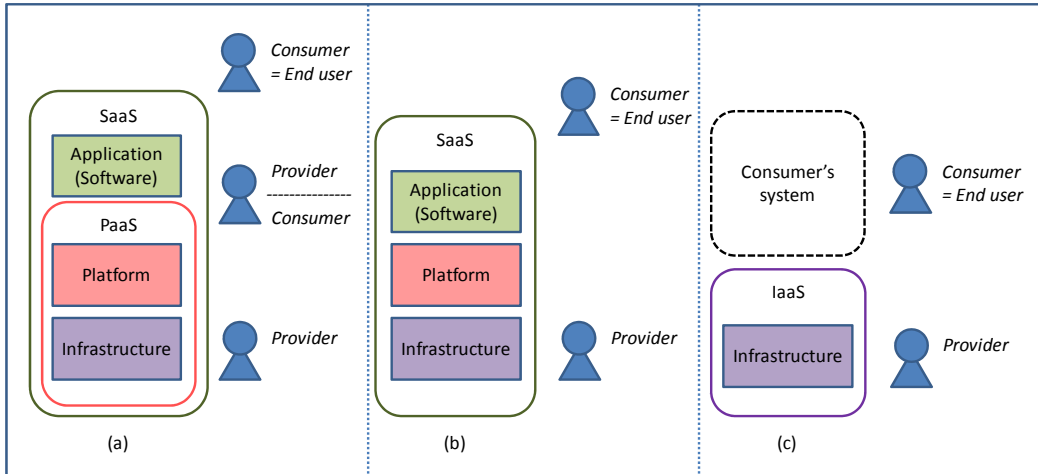 Consumer
= End user
SaaS
Application
(Software)
Provider
---------------
Consumer
PaaS
Platform
Infrastructure
Provider
(a)
Consumer
= End user
SaaS
Application
(Software)
Platform
Infrastructure
Provider
(b)
Consumer's
system
Consumer
= End user
IaaS
Infrastructure
Provider
(c)